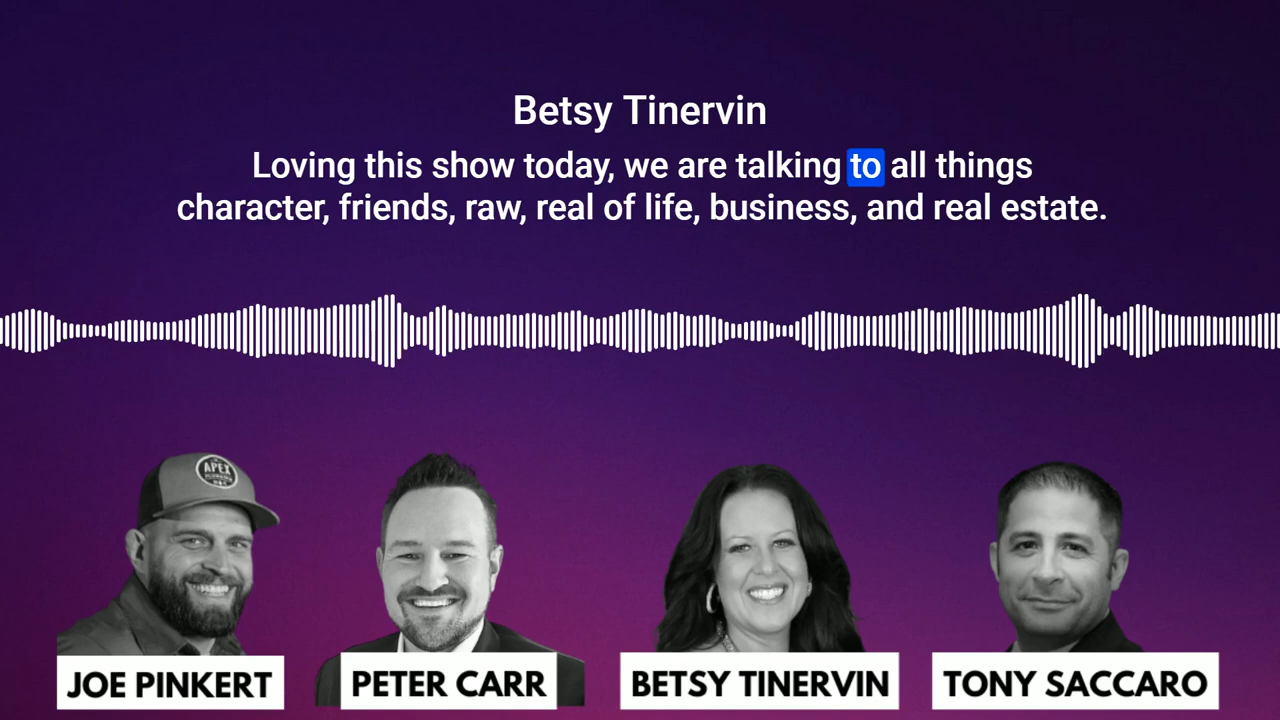 Betsy Tinervin
Loving this show today, we are talking to all things
character, friends, raw, real of life, business, and real estate.
APEX
JOE PINKERT
PETER CARR
BETSY TINERVIN
TONY SACCARO